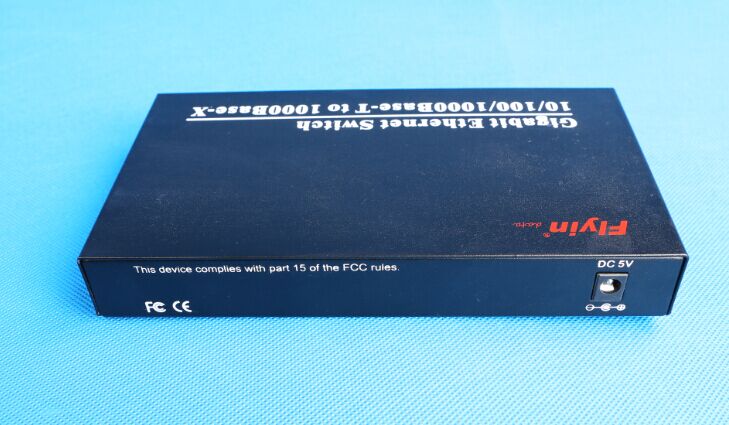 Gigabit Ethernet Switch
10/100/1000Base-T to 1000Base-X
Flyin® data
DC 5V
This device complies with part 15 of the FCC rules.
FC CE